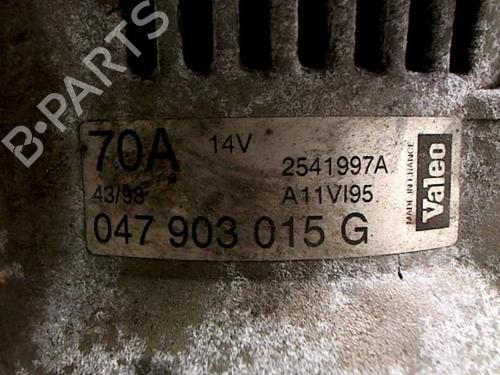 B-PARTS
70A 14V 2541997A
43/98 A11VI95
047 903 015 G
MADE IN FRANCE
Valeo